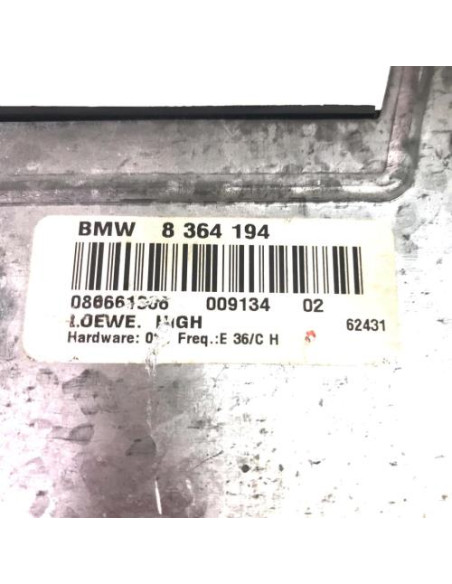 BMW 8 364 194
009134 02
LOEWE. HIGH 62431
Hardware: Freq.:E 36/C H